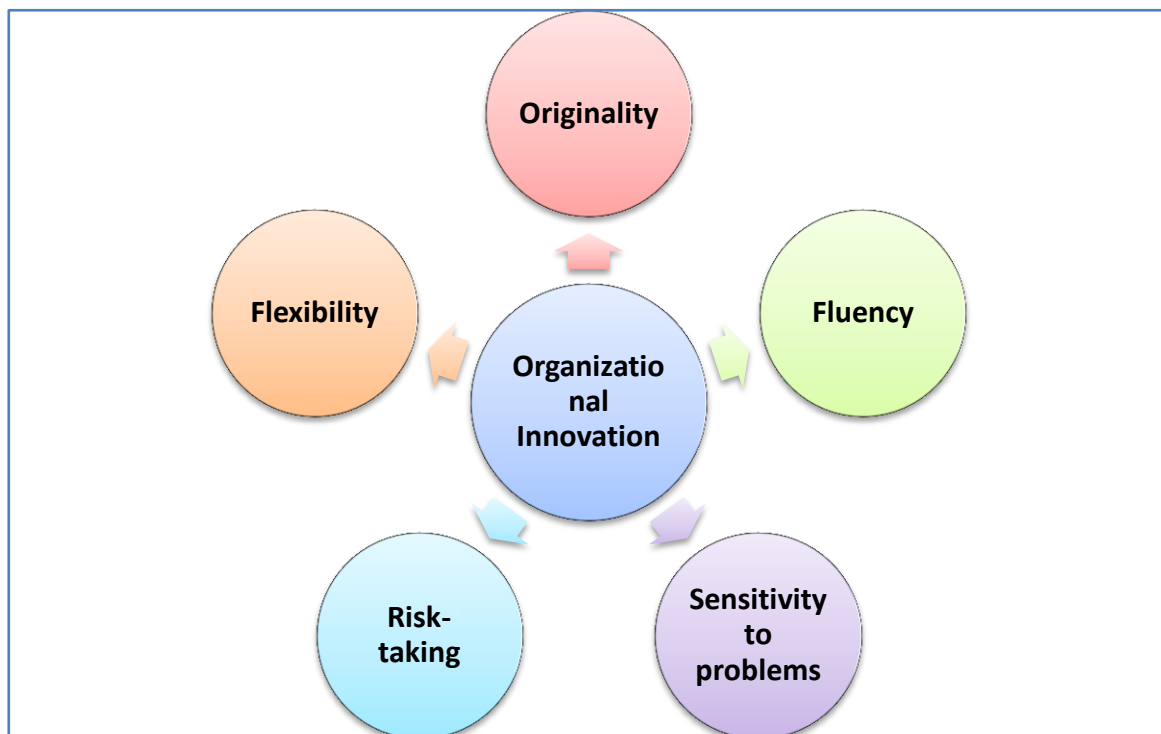 Originality
Flexibility
Fluency
Organizatio
nal
Innovation
Risk-
taking
Sensitivity
to
problems